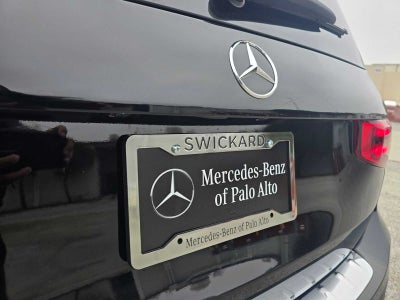 SWICKARD
Mercedes-Benz
of Palo Alto
Mercedes-Benz of Palo Alto